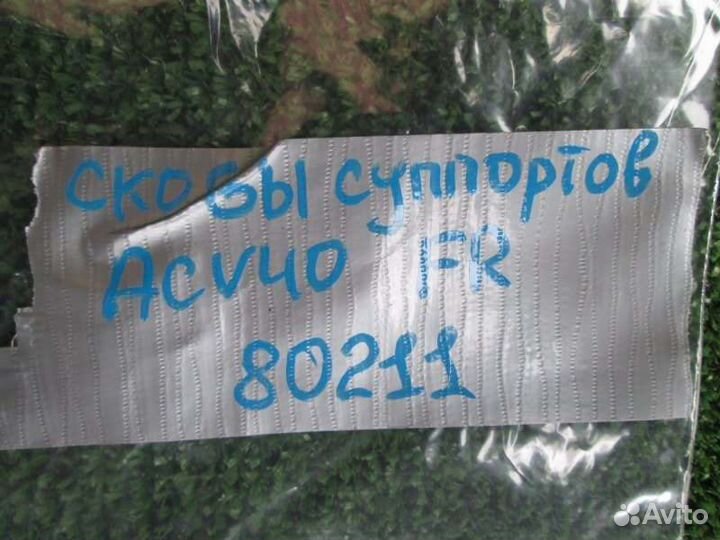 скобы суппортов
ACV40 FR
80211
Avito